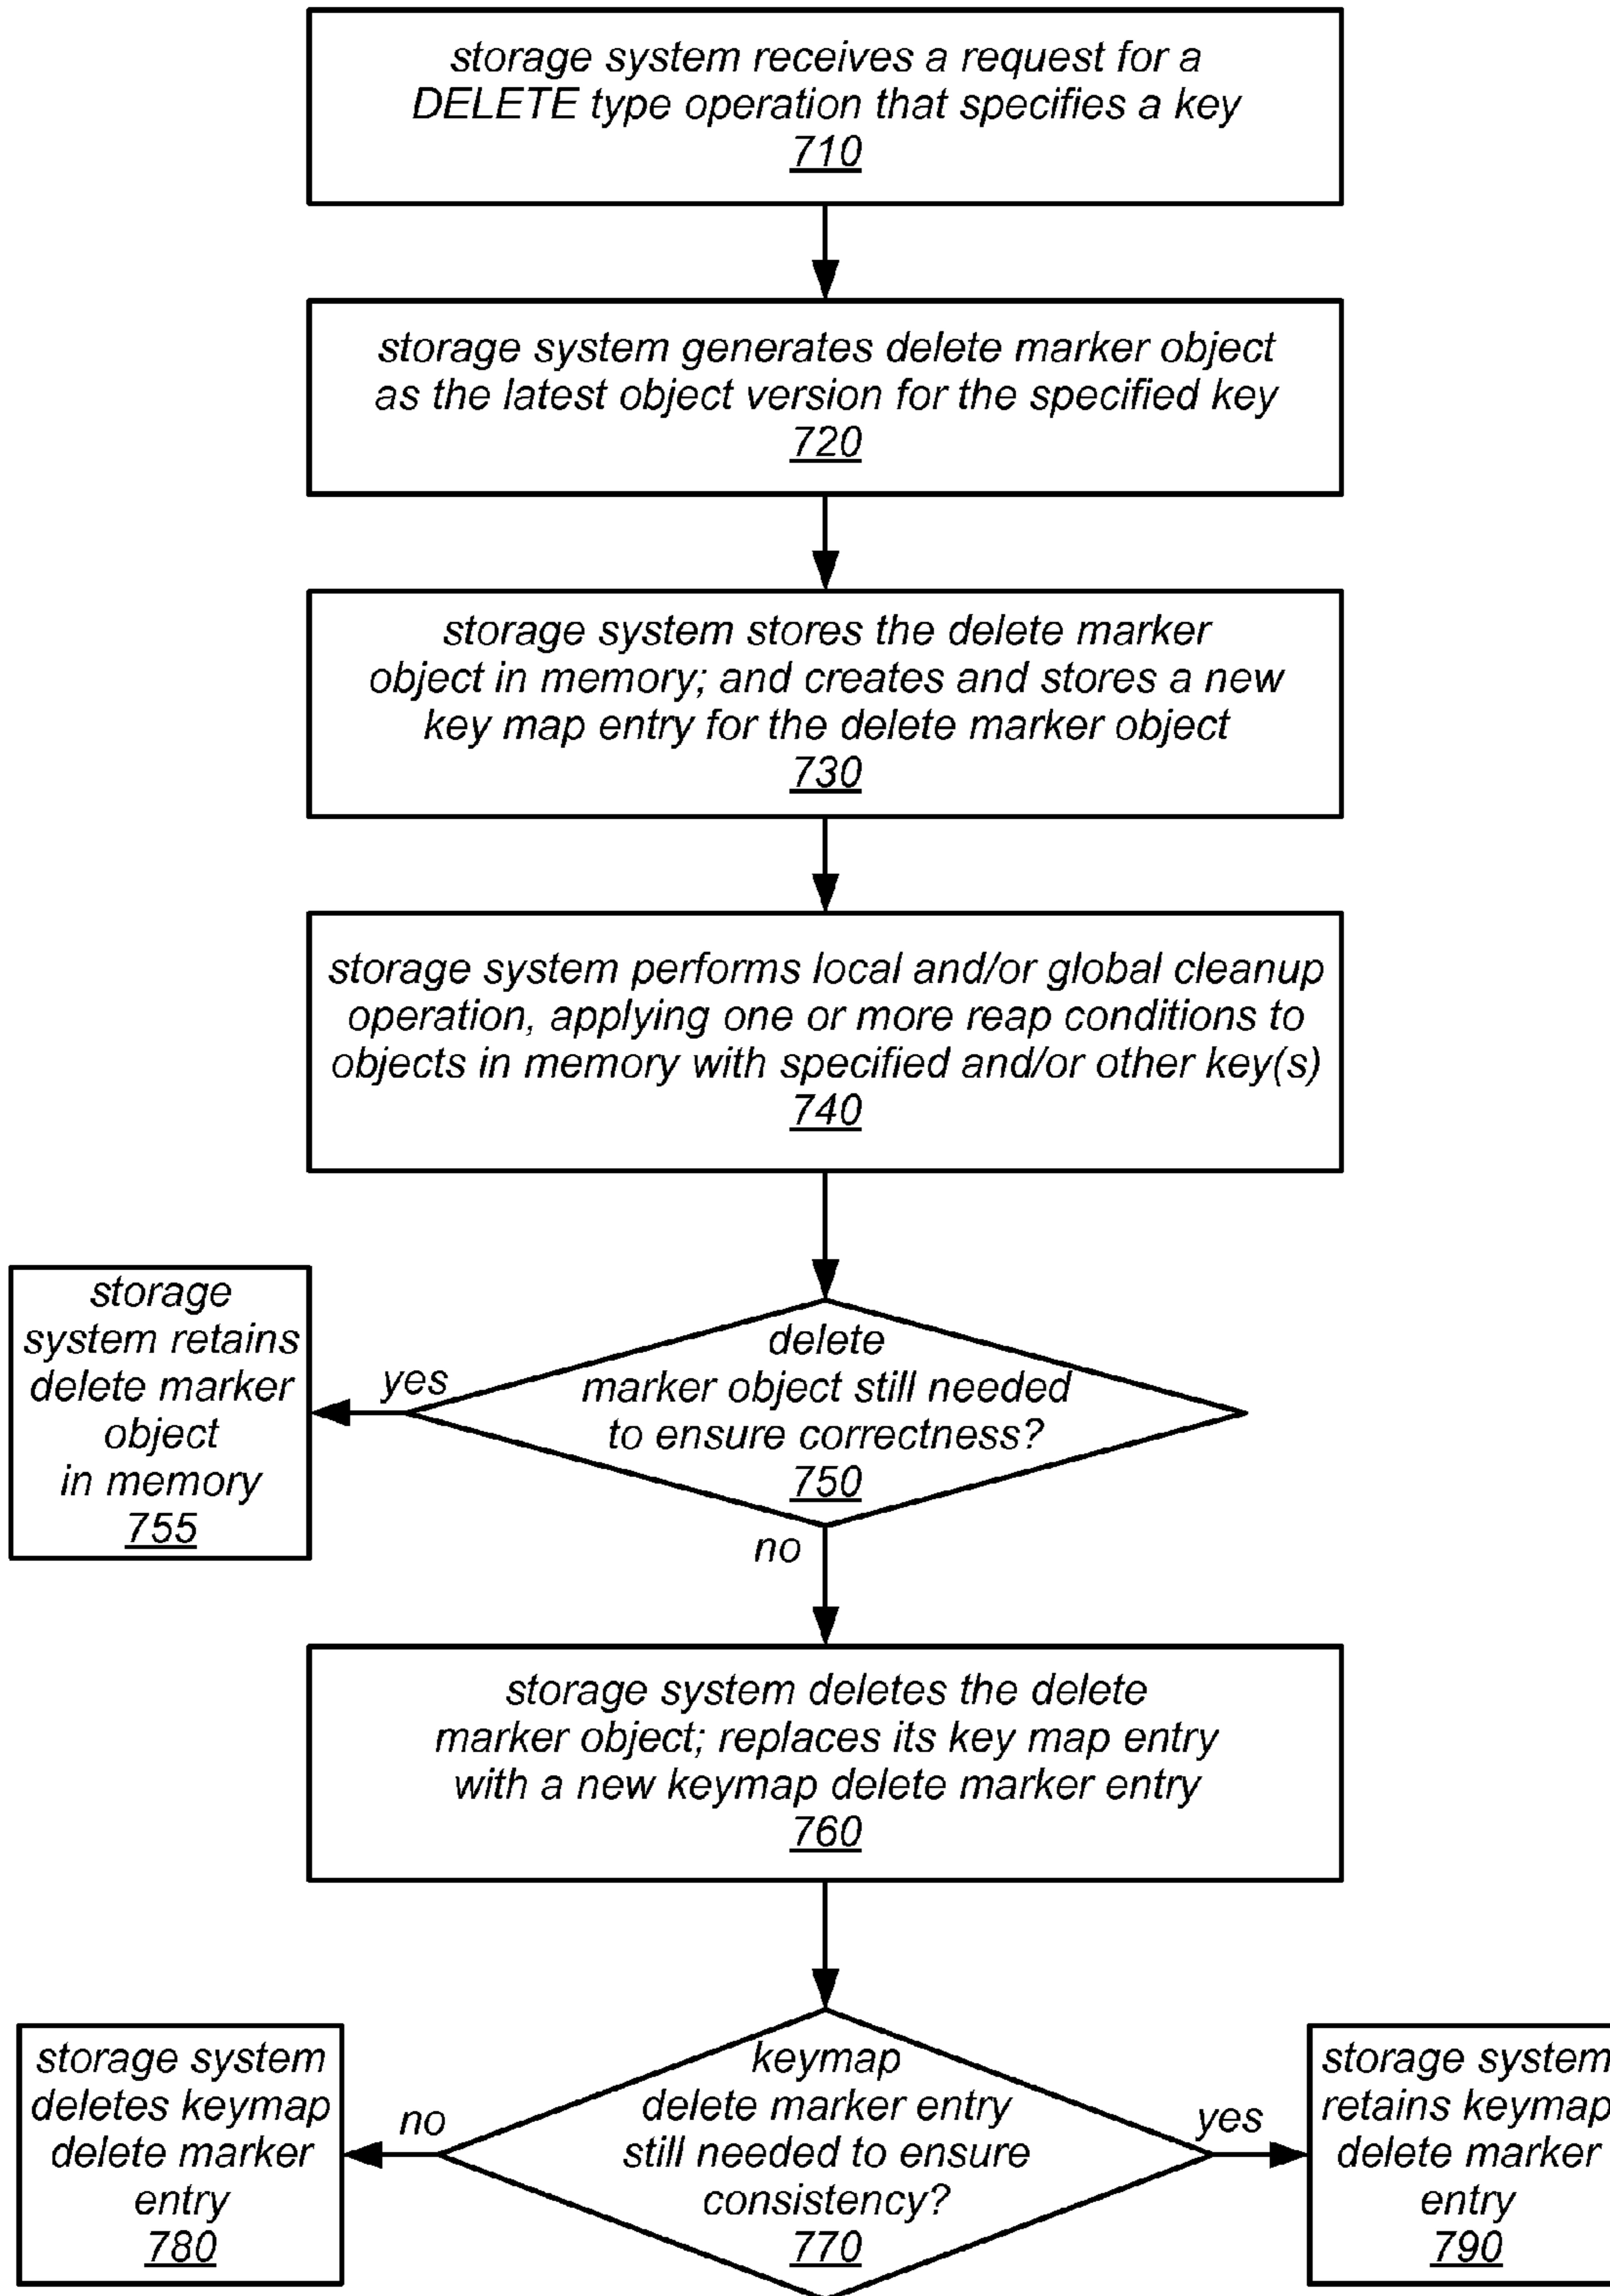 storage system receives a request for a
DELETE type operation that specifies a key
710
storage system generates delete marker object
as the latest object version for the specified key
720
storage system stores the delete marker
object in memory; and creates and stores a new
key map entry for the delete marker object
730
storage system performs local and/or global cleanup
operation, applying one or more reap conditions to
objects in memory with specified and/or other key(s)
740
delete
marker object still needed
to ensure correctness?
750
yes
storage
system retains
delete marker
object
in memory
755
no
storage system deletes the delete
marker object; replaces its key map entry
with a new keymap delete marker entry
760
keymap
delete marker entry
still needed to ensure
consistency?
770
no
storage system
deletes keymap
delete marker
entry
780
yes
storage system
retains keymap
delete marker
entry
790